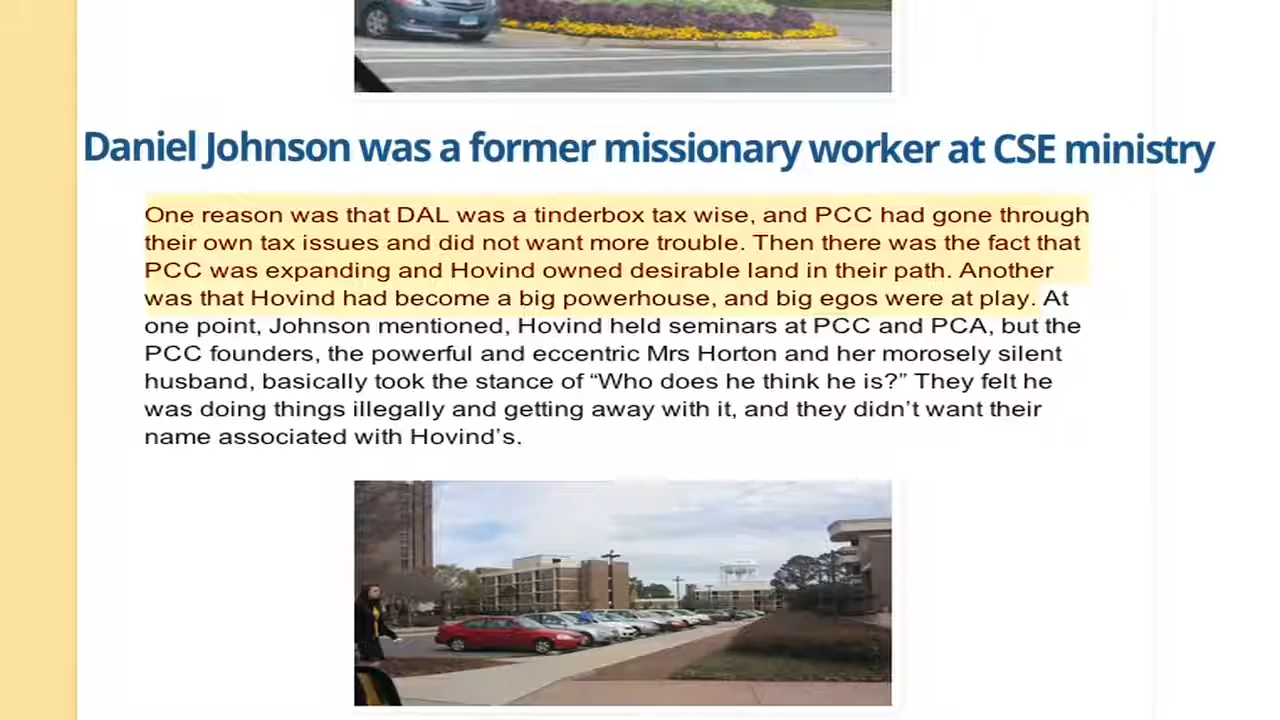 Daniel Johnson was a former missionary worker at CSE ministry
One reason was that DAL was a tinderbox tax wise, and PCC had gone through
their own tax issues and did not want more trouble. Then there was the fact that
PCC was expanding and Hovind owned desirable land in their path. Another
was that Hovind had become a big powerhouse, and big egos were at play. At
one point, Johnson mentioned, Hovind held seminars at PCC and PCA, but the
PCC founders, the powerful and eccentric Mrs Horton and her morosely silent
husband, basically took the stance of “Who does he think he is?” They felt he
was doing things illegally and getting away with it, and they didn’t want their
name associated with Hovind’s.